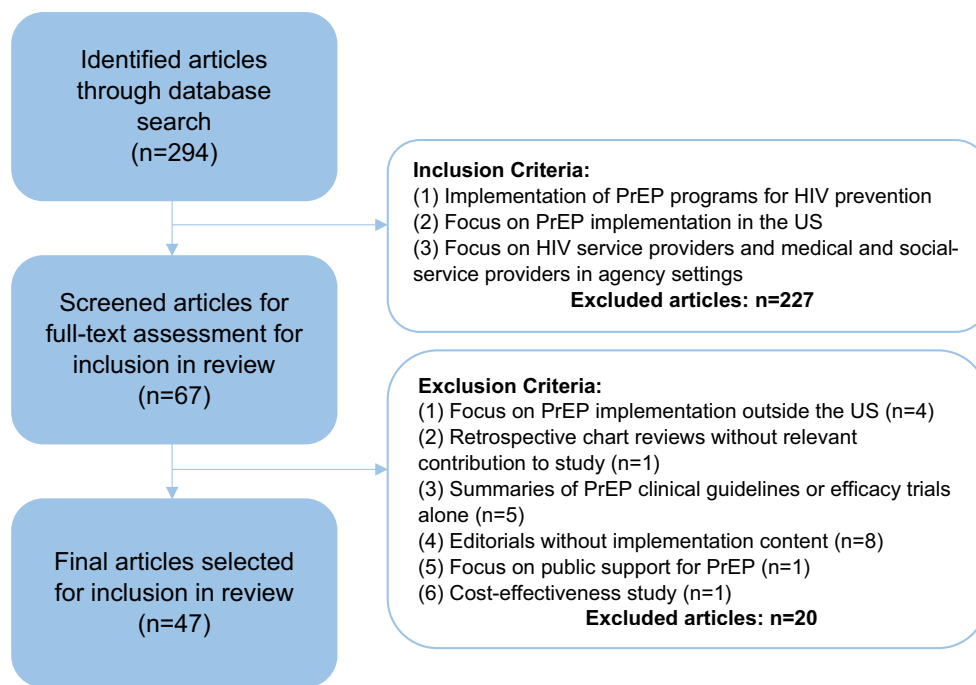 Identified articles
through database
search
(n=294)
Inclusion Criteria:
(1) Implementation of PrEP programs for HIV prevention
(2) Focus on PrEP implementation in the US
(3) Focus on HIV service providers and medical and social-
service providers in agency settings
Excluded articles: n=227
Screened articles for
full-text assessment for
inclusion in review
(n=67)
Exclusion Criteria:
(1) Focus on PrEP implementation outside the US (n=4)
(2) Retrospective chart reviews without relevant
contribution to study (n=1)
(3) Summaries of PrEP clinical guidelines or efficacy trials
alone (n=5)
(4) Editorials without implementation content (n=8)
(5) Focus on public support for PrEP (n=1)
(6) Cost-effectiveness study (n=1)
Excluded articles: n=20
Final articles selected
for inclusion in review
(n=47)